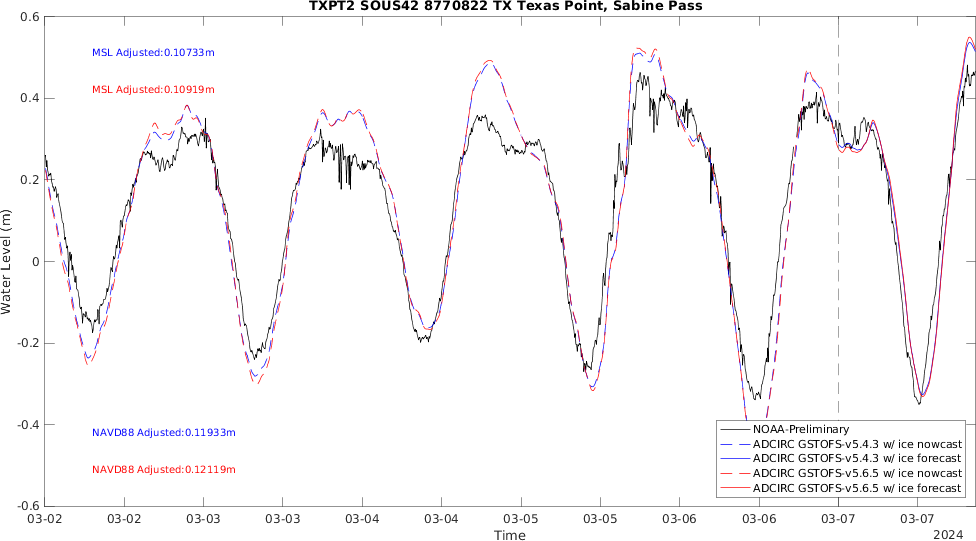 TXPT2 SOUS42 8770822 TX Texas Point, Sabine Pass
0.6
MSL Adjusted:0.10733m
MSL Adjusted:0.10919m
0.4
0.2
0
Water Level (m)
-0.2
-0.4
NAVD88 Adjusted:0.11933m
NAVD88 Adjusted:0.12119m
-0.6
NOAA-Preliminary
ADCIRC GSTOFS-v5.4.3 w/ ice nowcast
ADCIRC GSTOFS-v5.4.3 w/ ice forecast
ADCIRC GSTOFS-v5.6.5 w/ ice nowcast
ADCIRC GSTOFS-v5.6.5 w/ ice forecast
03-02 03-02 03-03 03-03 03-04 03-04 03-05 03-05 03-06 03-06 03-07 03-07
Time
2024